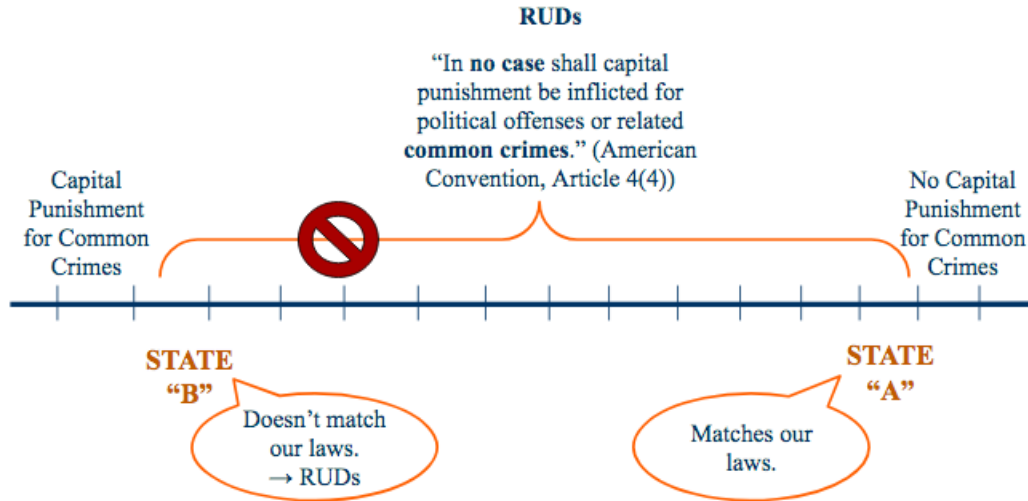 RUDs
“In no case shall capital
punishment be inflicted for
political offenses or related
common crimes.” (American
Convention, Article 4(4))
Capital
Punishment
for Common
Crimes
No Capital
Punishment
for Common
Crimes
STATE
“B”
Doesn’t match
our laws.
→ RUDs
STATE
“A”
Matches our
laws.